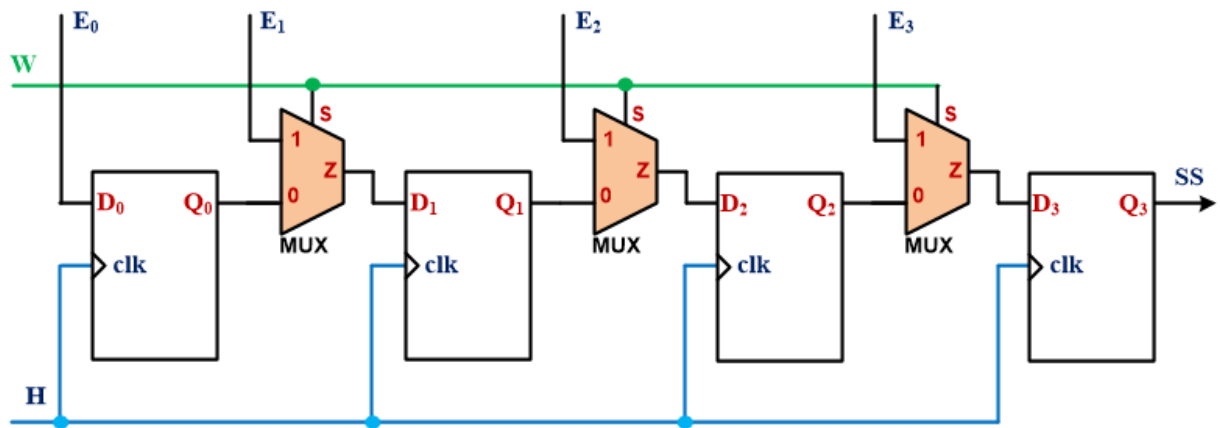 E0 E1 E2 E3
W
S S S
1 1 1
Z Z Z SS
D0 Q0 0 D1 Q1 0 D2 Q2 0 D3 Q3
MUX MUX MUX
clk clk clk clk
H